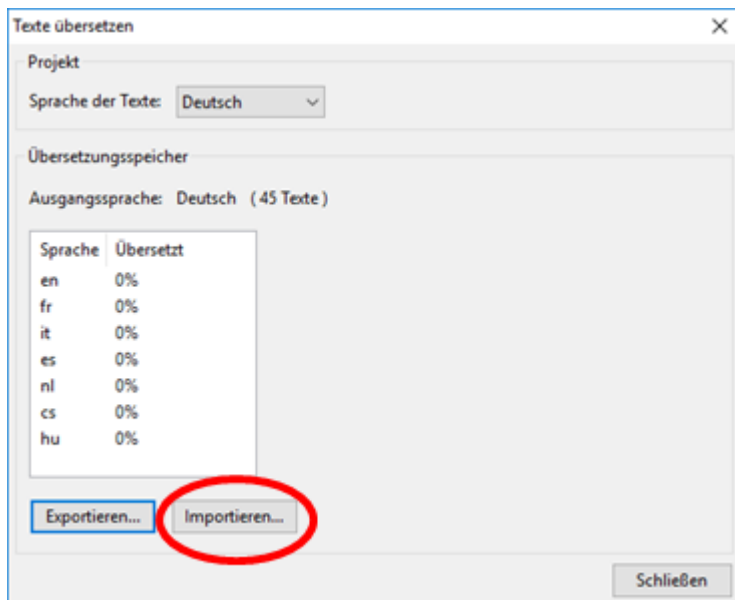 Texte übersetzen
Projekt
Sprache der Texte: Deutsch
Übersetzungsspeicher
Ausgangssprache: Deutsch ( 45 Texte )
Sprache Übersetzt
en 0%
fr 0%
it 0%
es 0%
nl 0%
cs 0%
hu 0%
Exportieren... Importieren...
Schließen